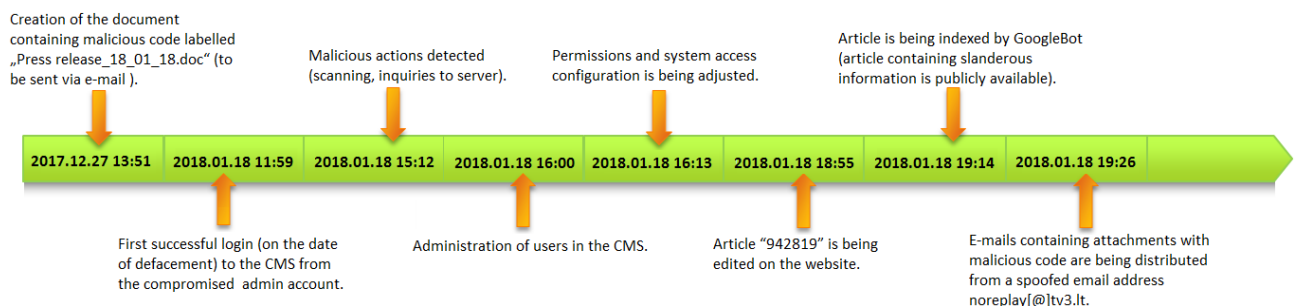 Creation of the document
containing malicious code labelled
„Press release_18_01_18.doc“ (to
be sent via e-mail ).
Malicious actions detected
(scanning, inquiries to server).
Permissions and system access
configuration is being adjusted.
Article is being indexed by GoogleBot
(article containing slanderous
information is publicly available).
2017.12.27 13:51
2018.01.18 11:59
2018.01.18 15:12
2018.01.18 16:00
2018.01.18 16:13
2018.01.18 18:55
2018.01.18 19:14
2018.01.18 19:26
First successful login (on the date
of defacement) to the CMS from
the compromised admin account.
Administration of users in the CMS.
Article “942819” is being
edited on the website.
E-mails containing attachments with
malicious code are being distributed
from a spoofed email address
noreplay[@]tv3.lt.